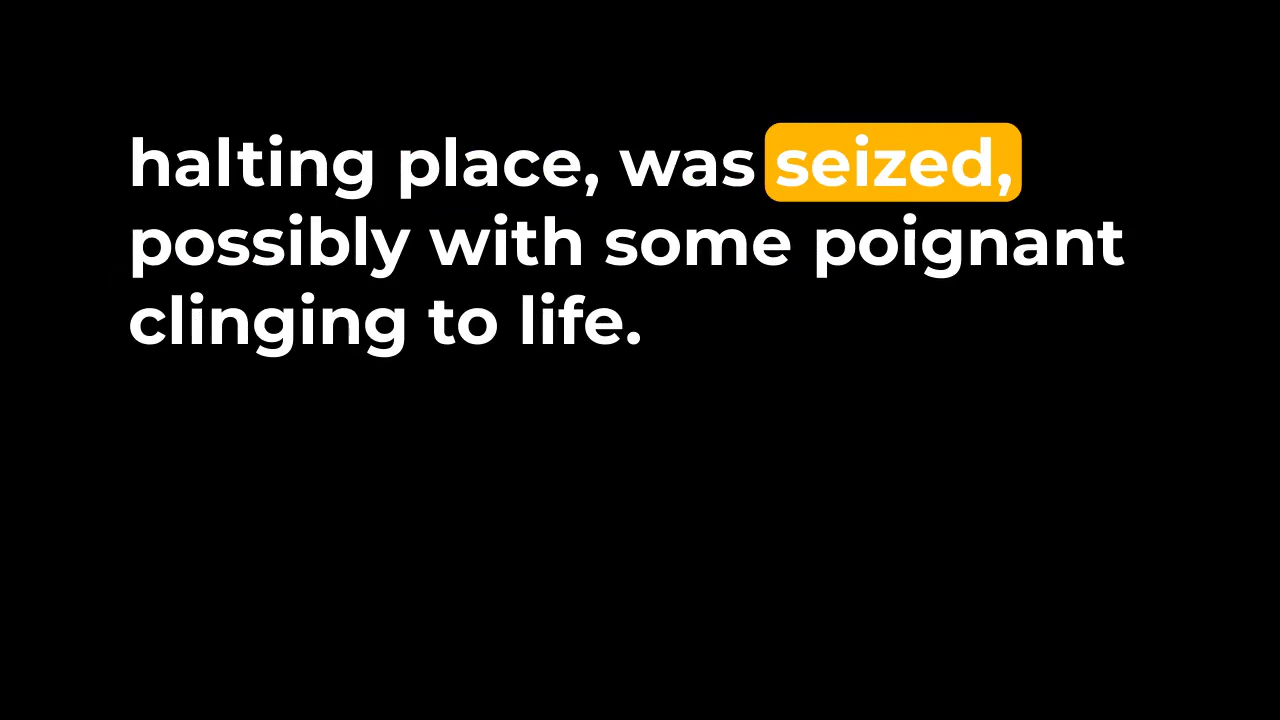 halting place, was seized,
possibly with some poignant
clinging to life.